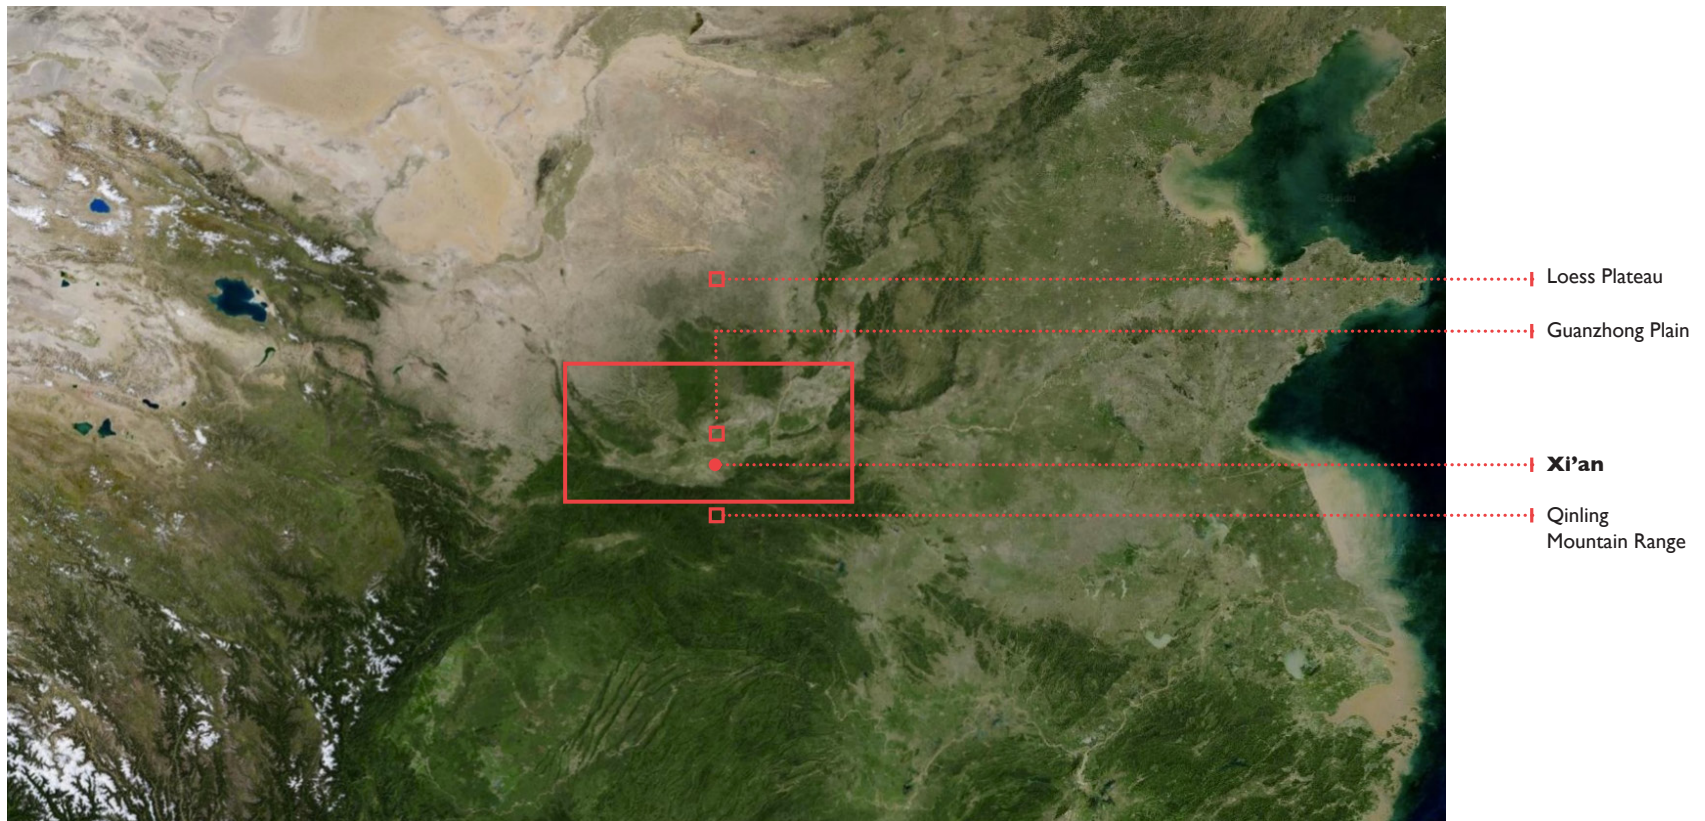 Loess Plateau
Guanzhong Plain
Xi’an
Qinling
Mountain Range